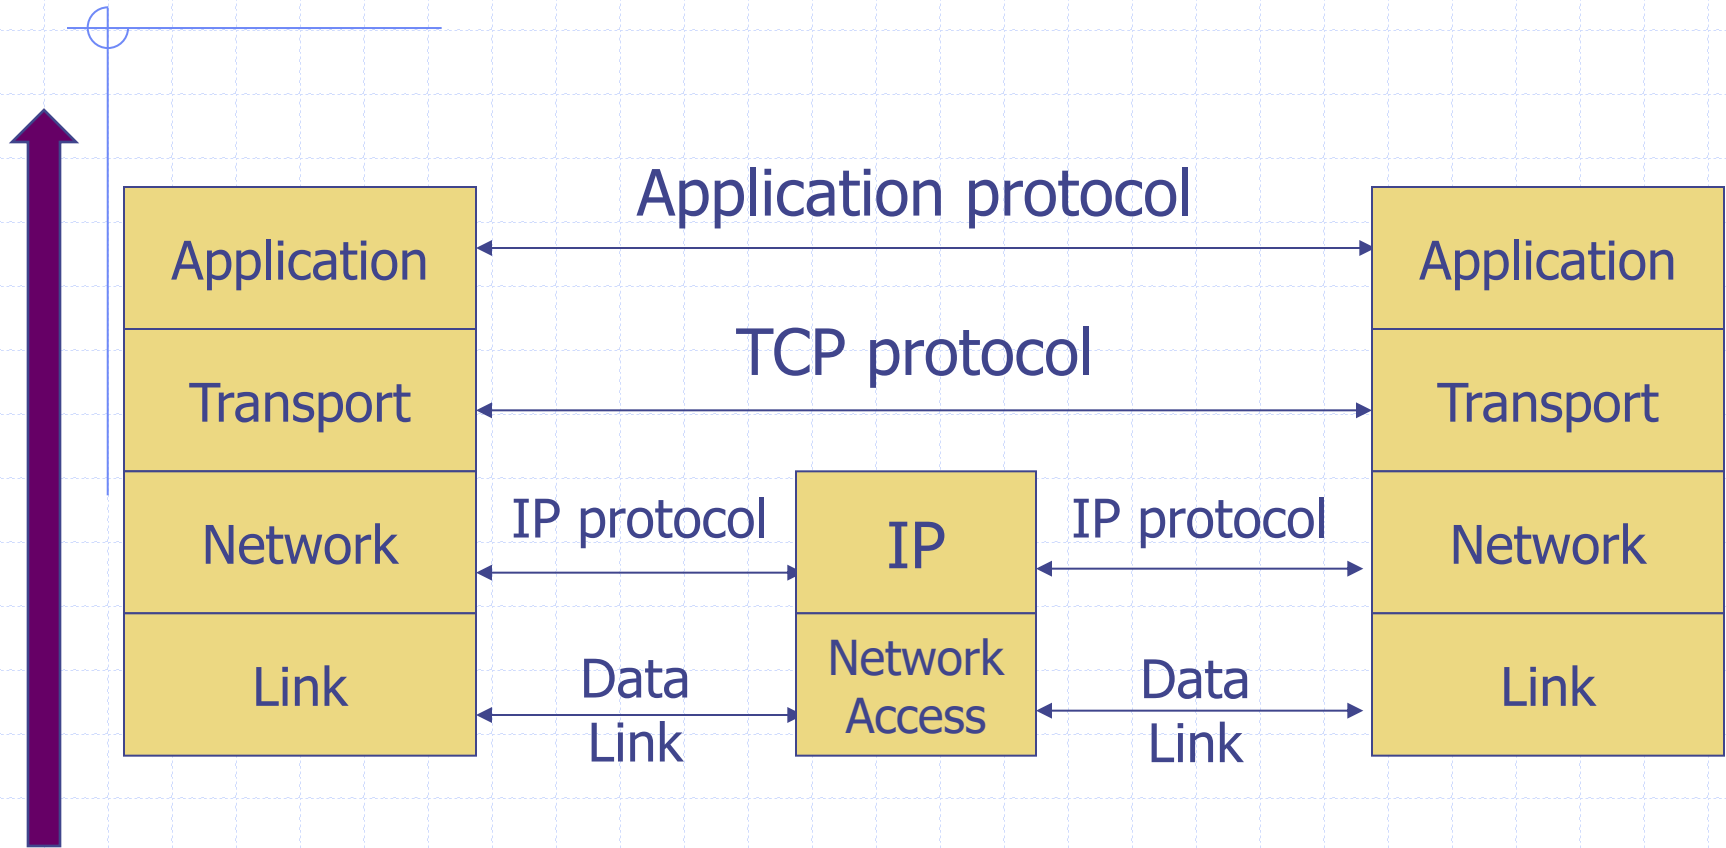 Application protocol
Application
Application
TCP protocol
Transport
Transport
IP protocol
IP
IP protocol
Network
Network
Data
Link
Network
Access
Data
Link
Link
Link